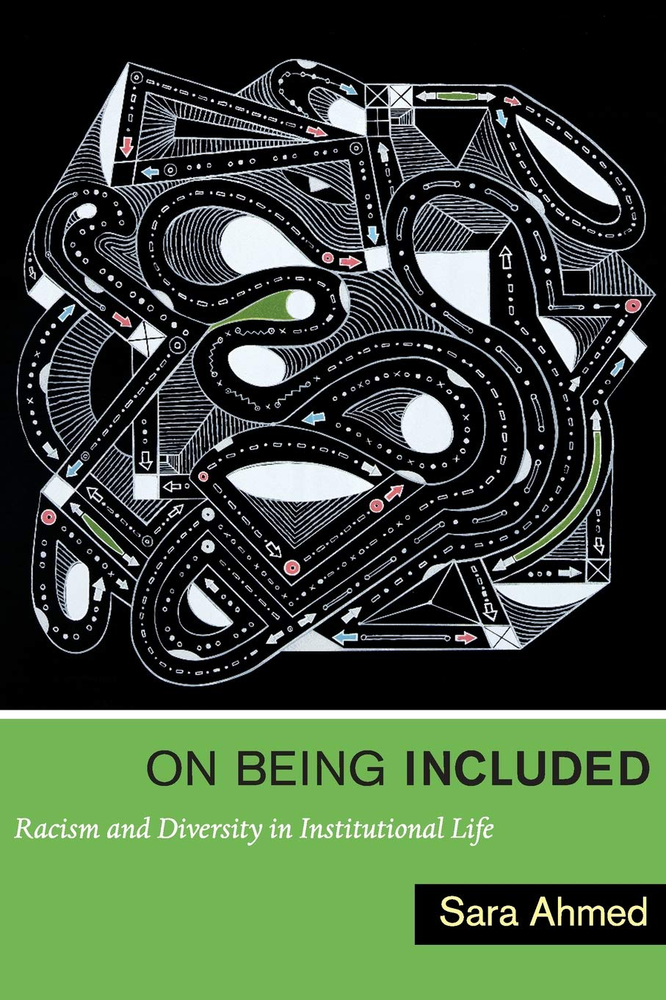 ON BEING INCLUDED
Racism and Diversity in Institutional Life
Sara Ahmed